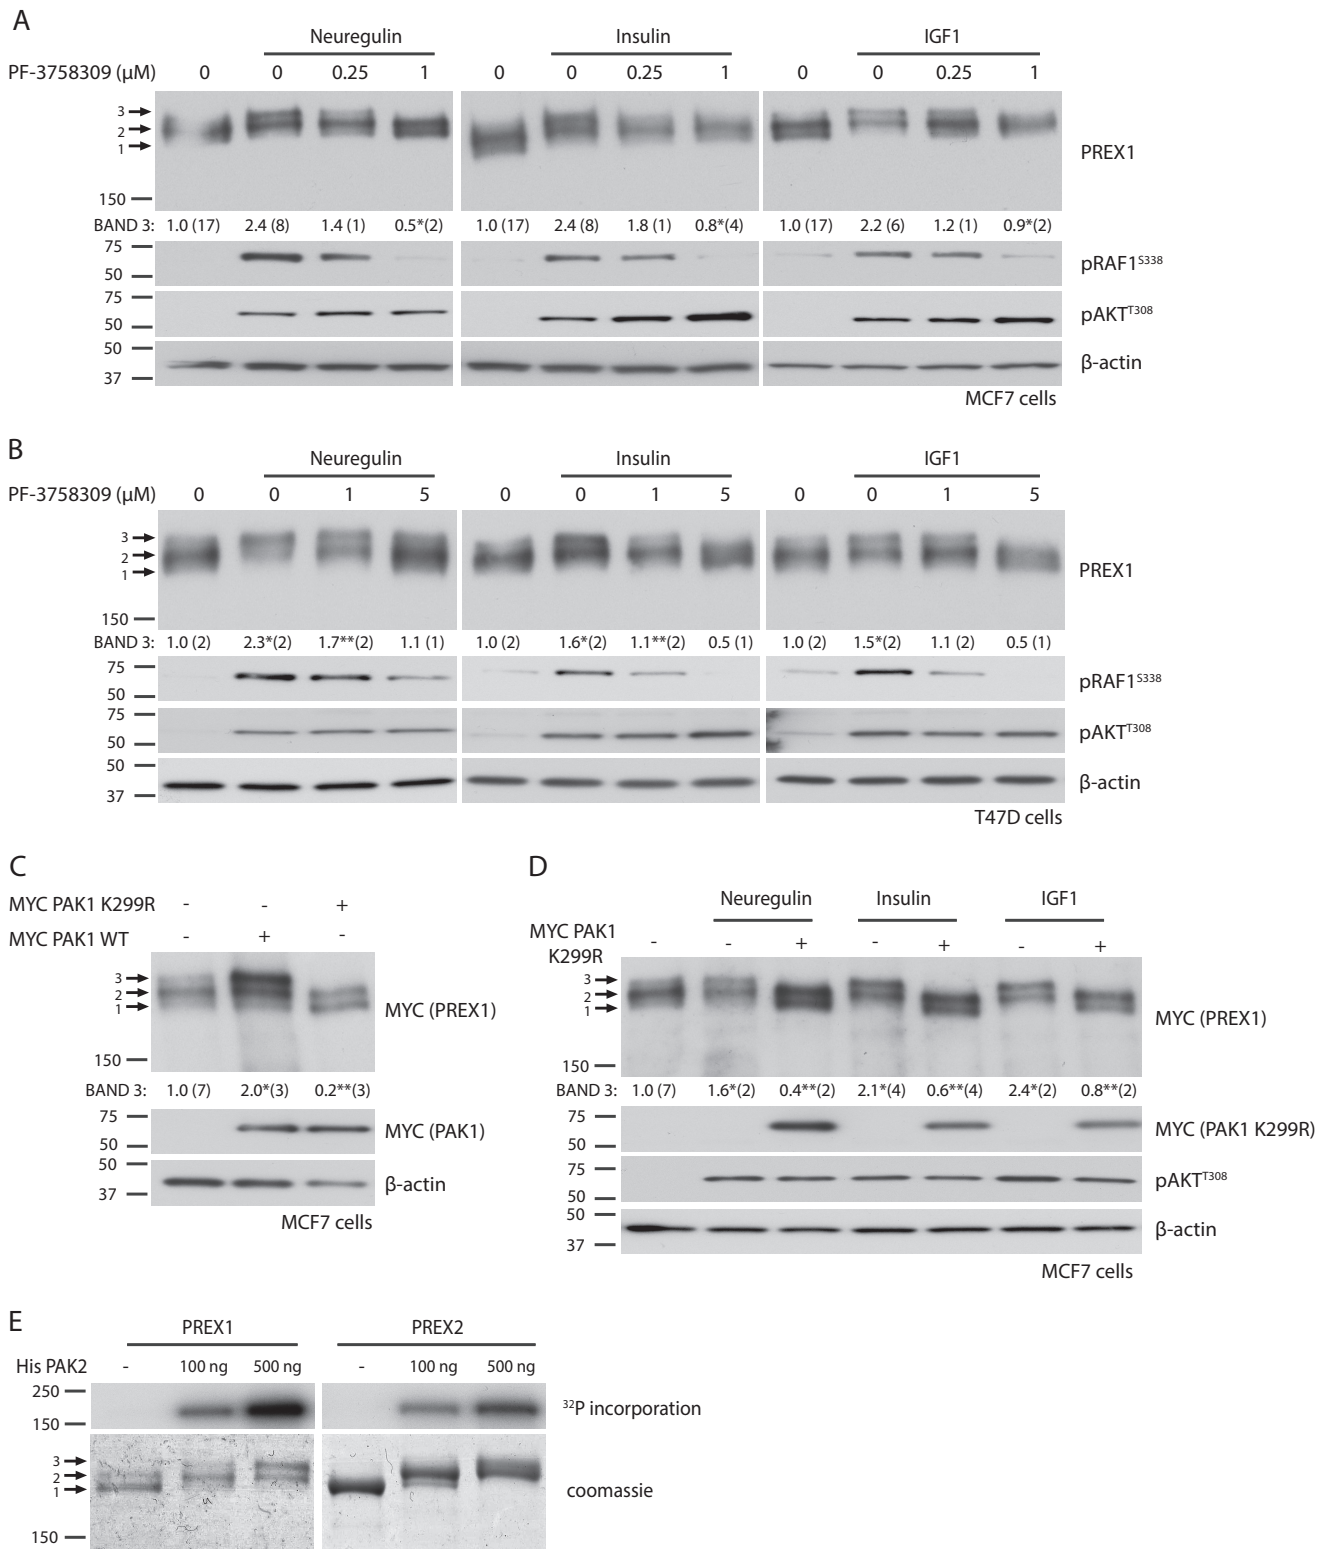 A
Neuregulin Insulin IGF1
PF-3758309 (μM) 0 0 0.25 1 0 0 0.25 1 0 0 0.25 1
3
2
1
PREX1
150
BAND 3: 1.0 (17) 2.4 (8) 1.4 (1) 0.5*(2) 1.0 (17) 2.4 (8) 1.8 (1) 0.8*(4) 1.0 (17) 2.2 (6) 1.2 (1) 0.9*(2)
75
pRAF1S338
50
75
pAKTT308
50
50
β-actin
37
MCF7 cells
B
Neuregulin Insulin IGF1
PF-3758309 (μM) 0 0 1 5 0 0 1 5 0 0 1 5
3
2
1
PREX1
150
BAND 3: 1.0 (2) 2.3*(2) 1.7**(2) 1.1 (1) 1.0 (2) 1.6*(2) 1.1**(2) 0.5 (1) 1.0 (2) 1.5*(2) 1.1 (2) 0.5 (1)
75
pRAF1S338
50
75
pAKTT308
50
50
β-actin
37
T47D cells
C
MYC PAK1 K299R - - +
MYC PAK1 WT - + -
3
2
1
MYC (PREX1)
150
BAND 3: 1.0 (7) 2.0*(3) 0.2**(3)
75
MYC (PAK1)
50
50
β-actin
37
MCF7 cells
D
Neuregulin Insulin IGF1
MYC PAK1
K299R
- - + - + - +
3
2
1
MYC (PREX1)
150
BAND 3: 1.0 (7) 1.6*(2) 0.4**(2) 2.1*(4) 0.6**(4) 2.4*(2) 0.8**(2)
75
MYC (PAK1 K299R)
50
75
pAKTT308
50
50
β-actin
37
MCF7 cells
E
PREX1 PREX2
His PAK2 - 100 ng 500 ng - 100 ng 500 ng
250
32P incorporation
150
3
2
1
coomassie
150